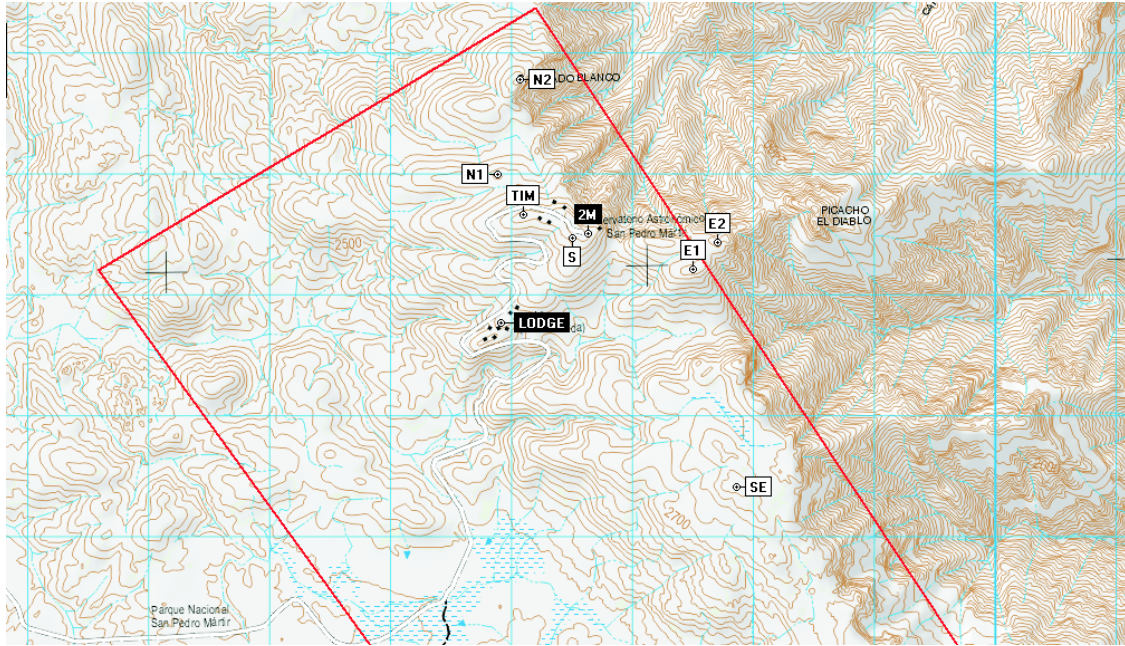 N2
DO BLANCO
N1
TIM
2M
ervatorio Astronómico
San Pedro Mártir
S
E2
E1
PICACHO
EL DIABLO
2500
LODGE
da)
SE
2700
Parque Nacional
San Pedro Mártir